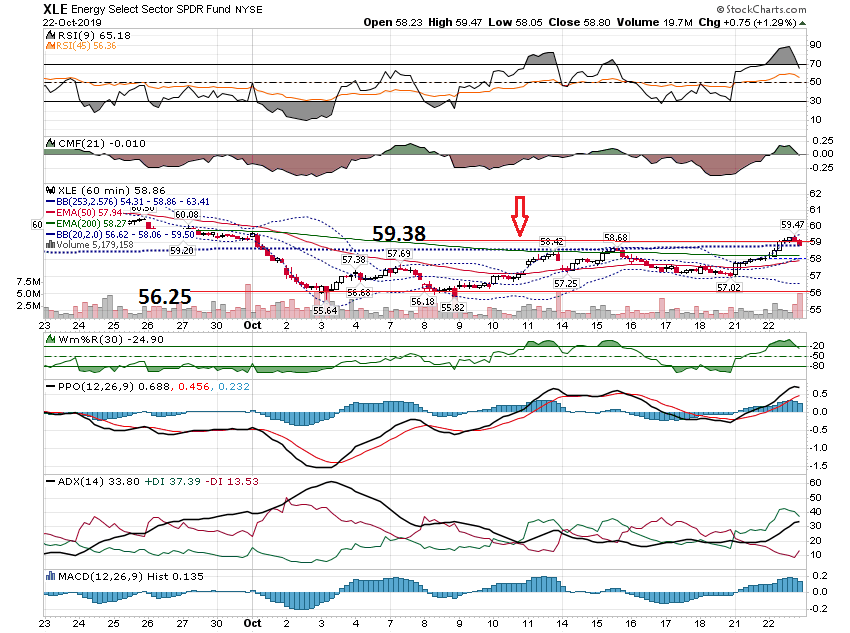 XLE Energy Select Sector SPDR Fund NYSE © StockCharts.com
22-Oct-2019 Open 58.23 High 59.47 Low 58.05 Close 58.80 Volume 19.7M Chg +0.75 (+1.29%)
RSI(9) 65.18
RSI(45) 56.36
90
70
50
30
10
CMF(21) -0.010
0.25
0.00
-0.25
XLE (60 min) 58.86
BB(253,2.576) 54.31 - 58.86 - 63.41
EMA(50) 57.94
EMA(200) 58.27
BB(20,2.0) 56.62 - 58.06 - 59.50
Volume 5,179,158
60
60.50
60.08
59.20
59.38
56.25
57.38
57.69
56.68
55.64
56.18
55.82
58.42
58.68
57.25
57.02
59.47
62
61
60
59
58
57
56
55
7.5M
5.0M
2.5M
23 24 25 26 27 30 Oct 2 3 4 7 8 9 10 11 14 15 16 17 18 21 22
Wm%R(30) -24.90
-20
-50
-80
PPO(12,26,9) 0.688, 0.456, 0.232
0.5
0.0
-0.5
-1.0
-1.5
ADX(14) 33.80 +DI 37.39 -DI 13.53
60
50
40
30
20
10
MACD(12,26,9) Hist 0.135
0.2
0.0
-0.2
23 24 25 26 27 30 Oct 2 3 4 7 8 9 10 11 14 15 16 17 18 21 22